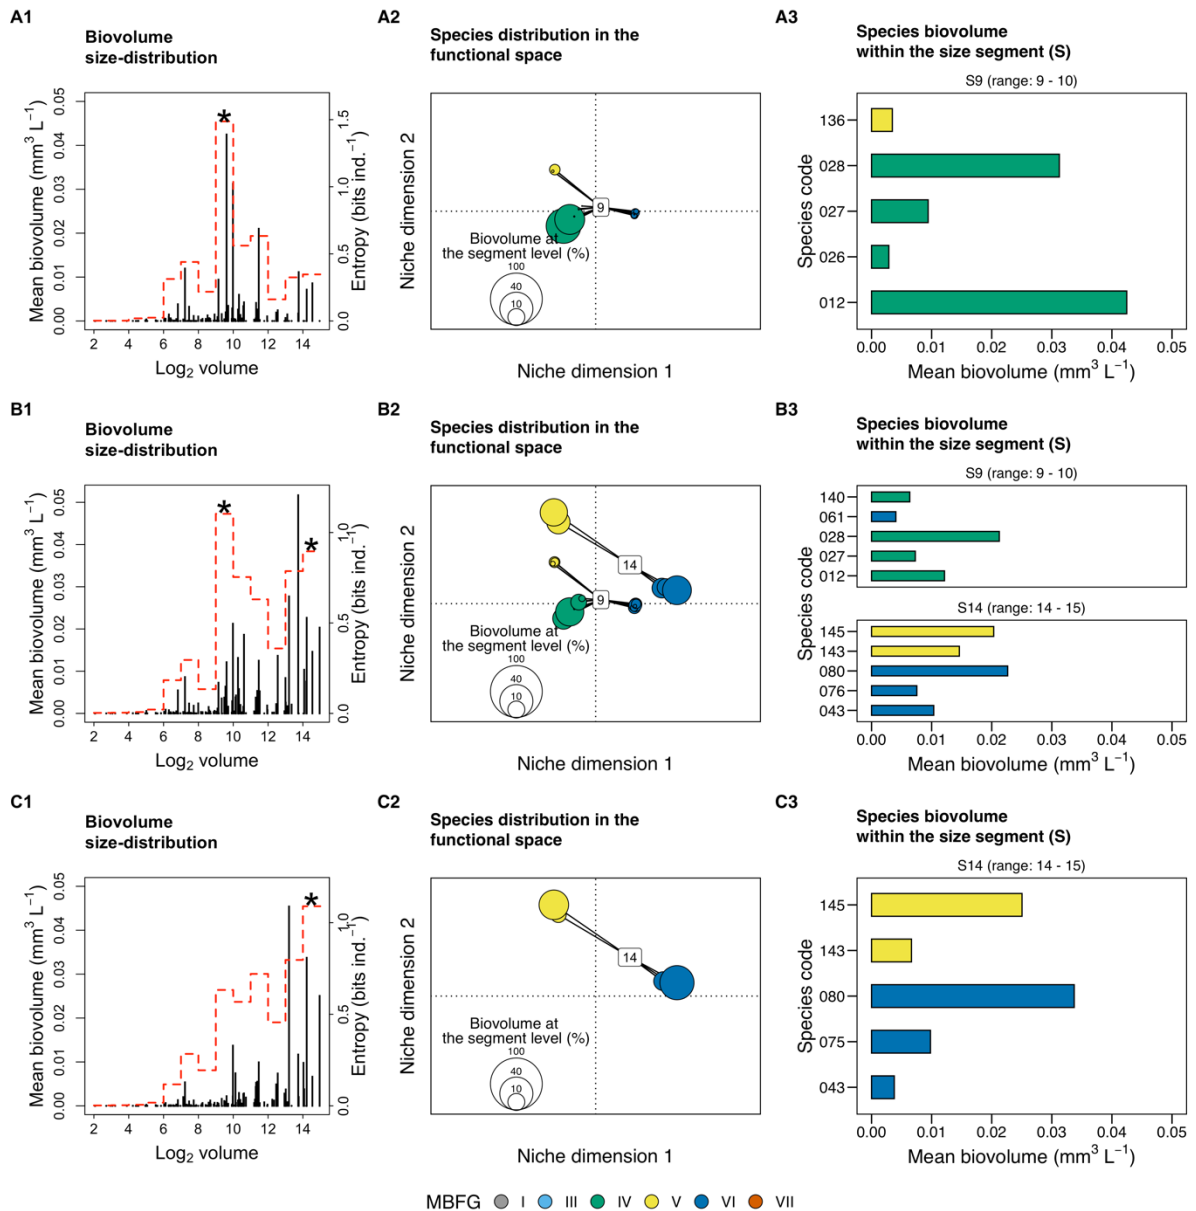 A1
Biovolume
size-distribution
Mean biovolume (mm³ L⁻¹)
0.05
0.04
0.03
0.02
0.01
0.00
*
1.5
1.0
0.5
0.0
Entropy (bits ind.⁻¹)
2 4 6 8 10 12 14
Log₂ volume
A2
Species distribution in the
functional space
Niche dimension 2
9
Biovolume at
the segment level (%)
100
40
10
Niche dimension 1
A3
Species biovolume
within the size segment (S)
S9 (range: 9 - 10)
Species code
136
028
027
026
012
0.00 0.01 0.02 0.03 0.04 0.05
Mean biovolume (mm³ L⁻¹)
B1
Biovolume
size-distribution
Mean biovolume (mm³ L⁻¹)
0.05
0.04
0.03
0.02
0.01
0.00
*
*
1.0
0.5
0.0
Entropy (bits ind.⁻¹)
2 4 6 8 10 12 14
Log₂ volume
B2
Species distribution in the
functional space
Niche dimension 2
14
9
Biovolume at
the segment level (%)
100
40
10
Niche dimension 1
B3
Species biovolume
within the size segment (S)
S9 (range: 9 - 10)
Species code
140
061
028
027
012
S14 (range: 14 - 15)
145
143
080
076
043
0.00 0.01 0.02 0.03 0.04 0.05
Mean biovolume (mm³ L⁻¹)
C1
Biovolume
size-distribution
Mean biovolume (mm³ L⁻¹)
0.05
0.04
0.03
0.02
0.01
0.00
*
1.0
0.5
0.0
Entropy (bits ind.⁻¹)
2 4 6 8 10 12 14
Log₂ volume
C2
Species distribution in the
functional space
Niche dimension 2
14
Biovolume at
the segment level (%)
100
40
10
Niche dimension 1
C3
Species biovolume
within the size segment (S)
S14 (range: 14 - 15)
Species code
145
143
080
075
043
0.00 0.01 0.02 0.03 0.04 0.05
Mean biovolume (mm³ L⁻¹)
MBFG I III IV V VI VII